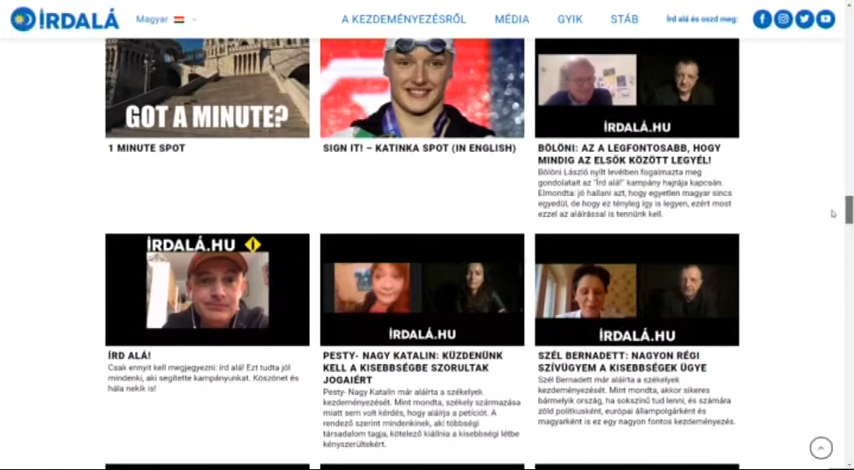 ÍRDALÁ
Magyar
A KEZDEMÉNYEZÉSRŐL
MÉDIA
GYIK
STÁB
Írd alá és oszd meg:
GOT A MINUTE?
ÍRDALÁ.HU
1 MINUTE SPOT
SIGN IT! – KATINKA SPOT (IN ENGLISH)
BÖLÖNI: AZ A LEGFONTOSABB, HOGY
MINDIG AZ ELSŐK KÖZÖTT LEGYÉL!
Bölöni László nyílt levélben fogalmazta meg
gondolatait az "Írd alá!" kampány hajrája kapcsán.
Elmondta: jó hallani azt, hogy egyetlen magyar sincs
egyedül, de hogy ez tényleg így is legyen, ezért most
ezzel az aláírással is tennünk kell.
ÍRDALÁ.HU
ÍRDALÁ.HU
ÍRDALÁ.HU
ÍRD ALÁ!
Csak ennyit kell megjegyezni: írd alá! Ezt tudta jól
mindenki, aki segítette kampányunkat. Köszönet és
hála nekik is!
PESTY- NAGY KATALIN: KÜZDENÜNK
KELL A KISEBBSÉGBE SZORULTAK
JOGAIÉRT
Pesty- Nagy Katalin már aláírta a székelyek
kezdeményezését. Mint mondta, székely származása
miatt sem volt kérdés, hogy aláírja a petíciót. A
rendező szerint mindenkinek, aki többségi
társadalom tagja, kötelező kiállnia a kisebbségi létbe
kényszerültekért.
SZÉL BERNADETT: NAGYON RÉGI
SZÍVÜGYEM A KISEBBSÉGEK ÜGYE
Szél Bernadett már aláírta a székelyek
kezdeményezését. Mint mondta, akkor sikeres
bármelyik ország, ha sokszínű tud lenni, és számára
zöld politikusként, európai állampolgárként és
magyarként is ez egy nagyon fontos kezdeményezés.